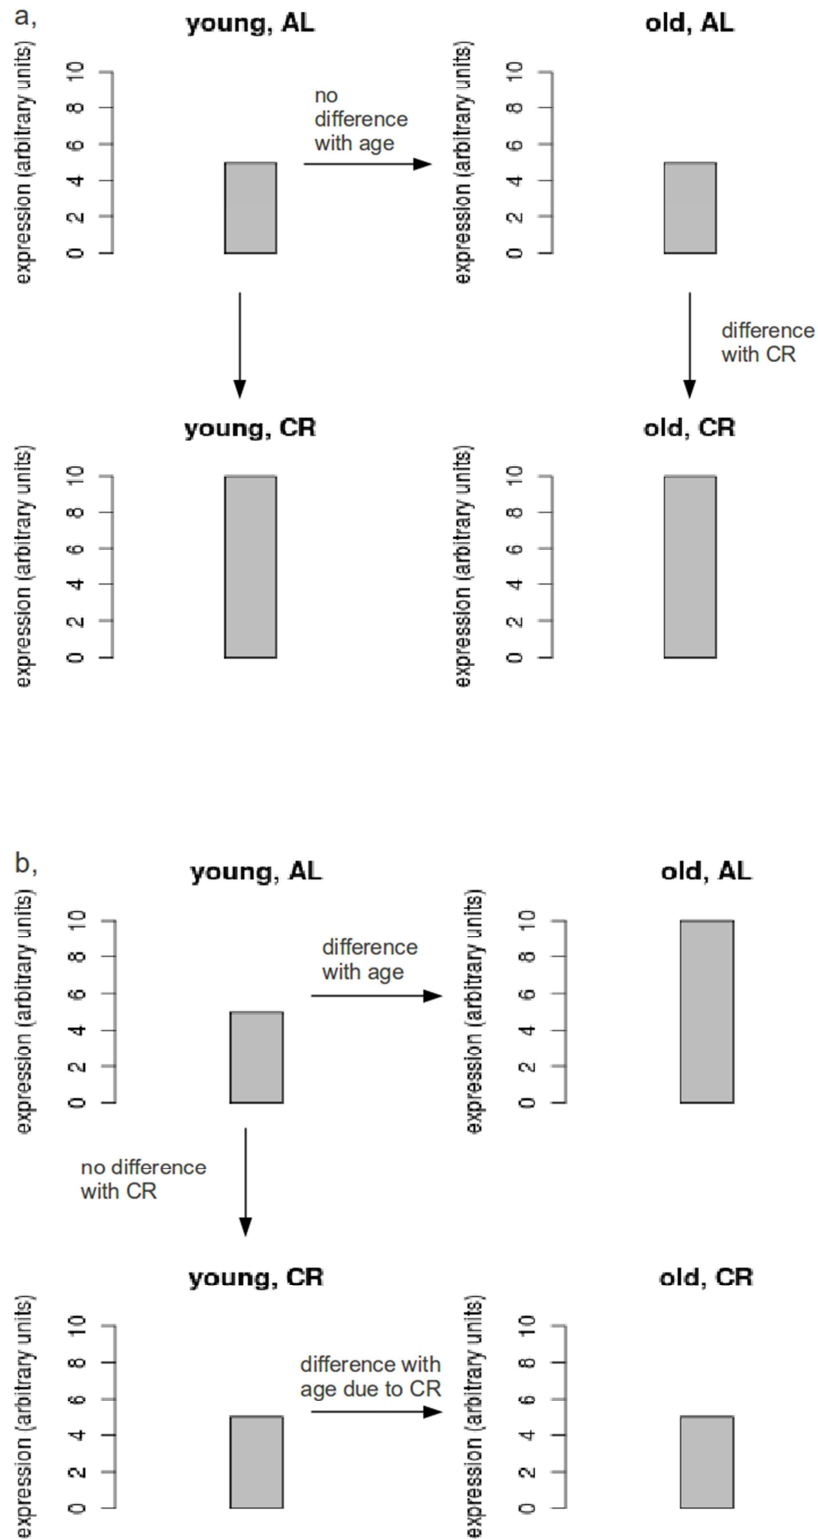 a,
young, AL
old, AL
expression (arbitrary units)
0 2 4 6 8 10
no
difference
with age
expression (arbitrary units)
0 2 4 6 8 10
difference
with CR
young, CR
old, CR
expression (arbitrary units)
0 2 4 6 8 10
expression (arbitrary units)
0 2 4 6 8 10
b,
young, AL
old, AL
expression (arbitrary units)
0 2 4 6 8 10
difference
with age
expression (arbitrary units)
0 2 4 6 8 10
no difference
with CR
young, CR
old, CR
expression (arbitrary units)
0 2 4 6 8 10
difference with
age due to CR
expression (arbitrary units)
0 2 4 6 8 10